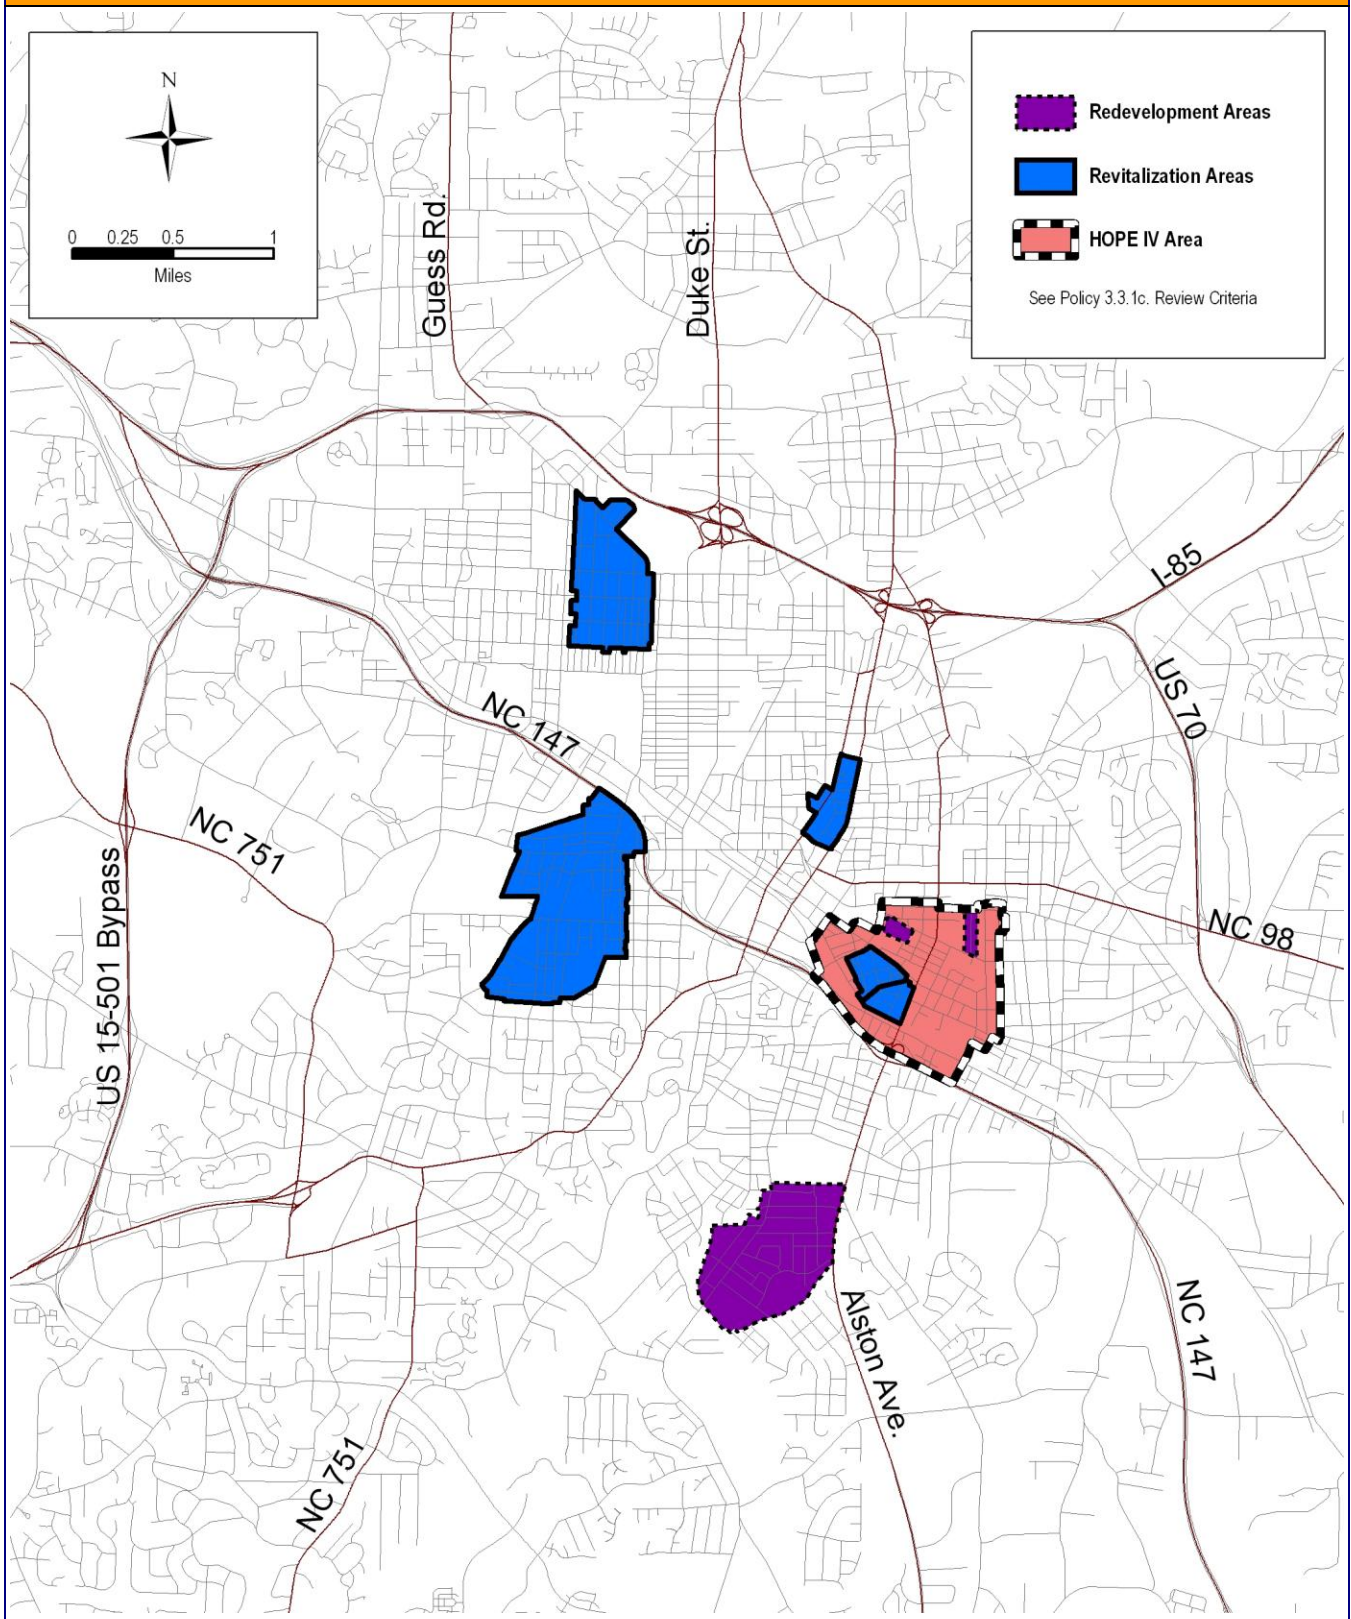 N
0 0.25 0.5 1
Miles
Redevelopment Areas
Revitalization Areas
HOPE IV Area
See Policy 3.3.1c. Review Criteria
Guess Rd.
Duke St.
I-85
US 70
NC 147
NC 751
US 15-501 Bypass
NC 98
Alston Ave.
NC 147
NC 751